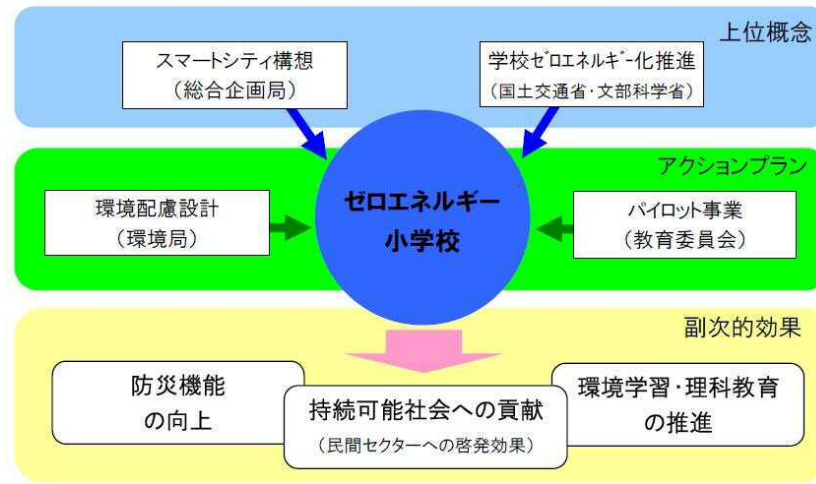 上位概念
スマートシティ構想
（総合企画局）
学校ゼロエネルギー化推進
（国土交通省・文部科学省）
アクションプラン
環境配慮設計
（環境局）
ゼロエネルギー
小学校
パイロット事業
（教育委員会）
副次的効果
防災機能
の向上
持続可能社会への貢献
（民間セクターへの啓発効果）
環境学習・理科教育
の推進